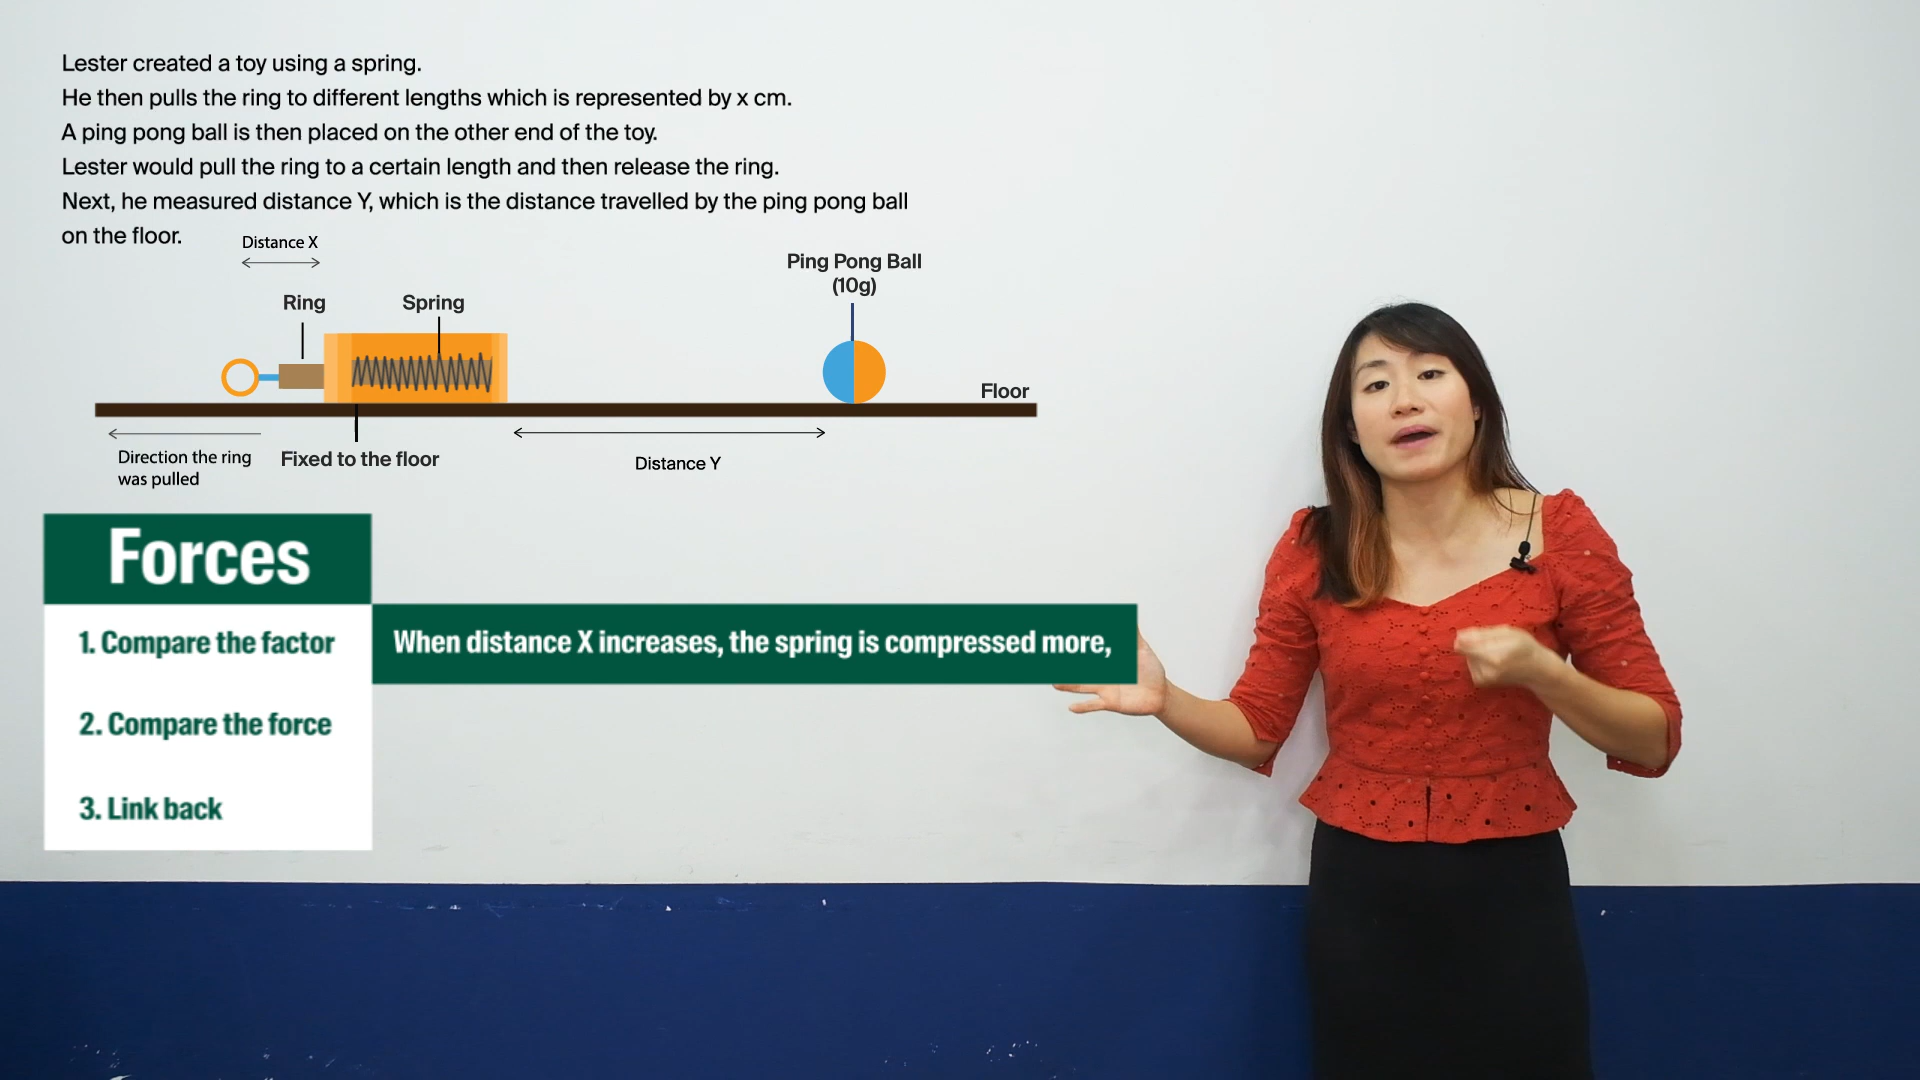 Lester created a toy using a spring.
He then pulls the ring to different lengths which is represented by x cm.
A ping pong ball is then placed on the other end of the toy.
Lester would pull the ring to a certain length and then release the ring.
Next, he measured distance Y, which is the distance travelled by the ping pong ball
on the floor.
Distance X
Ring
Spring
Ping Pong Ball
(10g)
Floor
Direction the ring
was pulled
Fixed to the floor
Distance Y
Forces
1. Compare the factor
When distance X increases, the spring is compressed more,
2. Compare the force
3. Link back